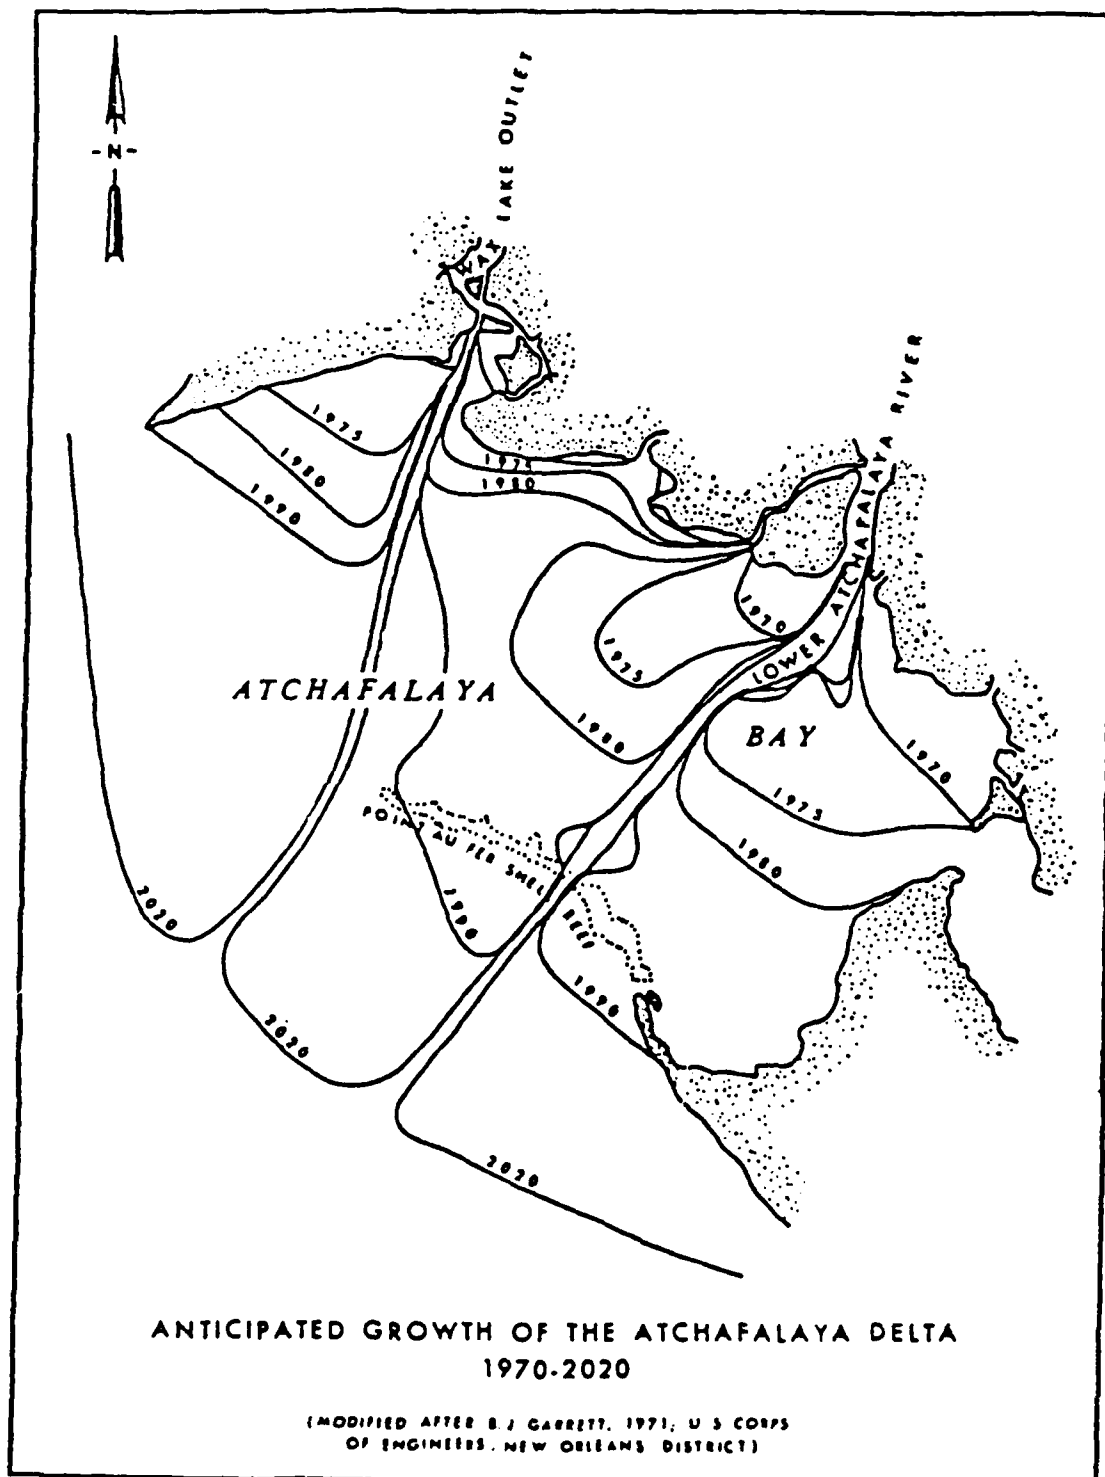 -N-
WAX LAKE OUTLET
LOWER ATCHAFALAYA RIVER
1975
1980
1990
1975
1980
1970
1975
1980
ATCHAFALAYA
BAY
1970
1975
1980
POINT AU FER SHELL REEF
2020
1990
1990
2020
2020
ANTICIPATED GROWTH OF THE ATCHAFALAYA DELTA
1970-2020
(MODIFIED AFTER B.J GARRETT, 1971; U S CORPS
OF ENGINEERS, NEW ORLEANS DISTRICT)